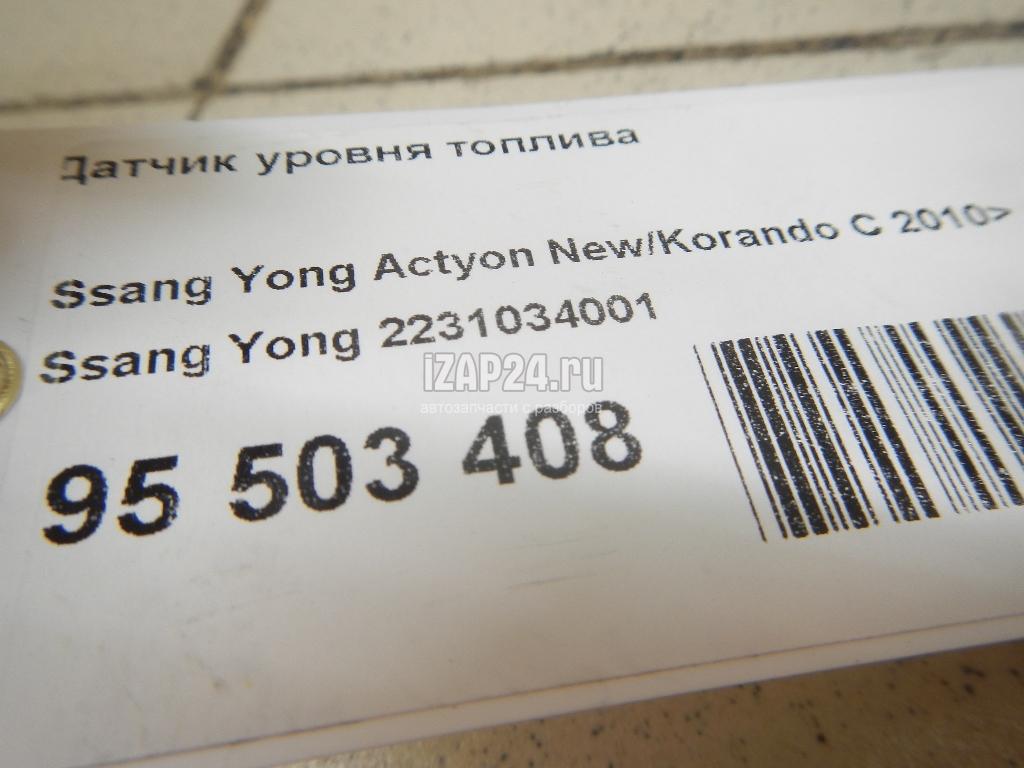 Датчик уровня топлива
Ssang Yong Actyon New/Korando C 2010>
Ssang Yong 2231034001
iZAP24.ru
автозапчасти с разборов
95 503 408